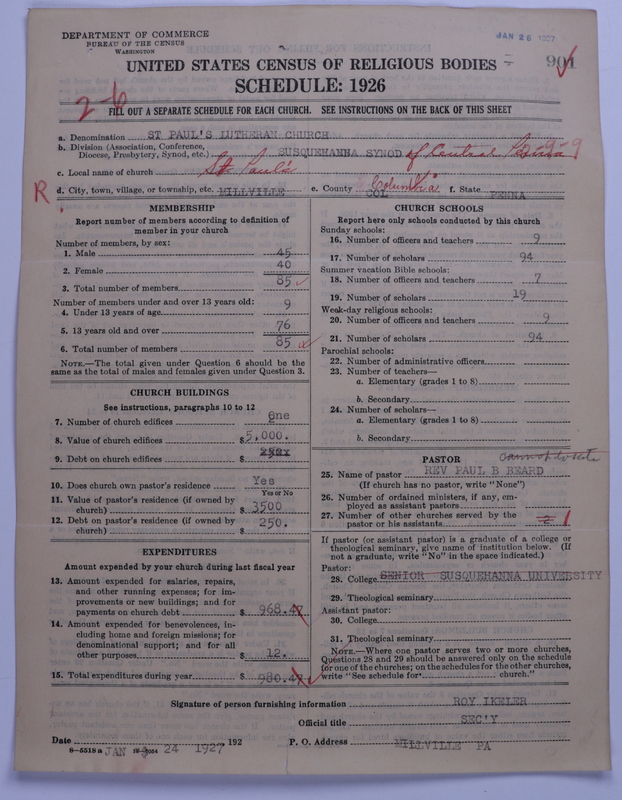 DEPARTMENT OF COMMERCE
BUREAU OF THE CENSUS
WASHINGTON
JAN 26 1927
901
UNITED STATES CENSUS OF RELIGIOUS BODIES
SCHEDULE: 1926
2-6
FILL OUT A SEPARATE SCHEDULE FOR EACH CHURCH. SEE INSTRUCTIONS ON THE BACK OF THIS SHEET
a. Denomination ST PAUL'S LUTHERAN CHURCH
b. Division (Association, Conference,
Diocese, Presbytery, Synod, etc.) SUSQUEHANNA SYNOD of Central Penna 2-9-9
c. Local name of church St. Paul's
R
d. City, town, village, or township, etc. MILLVILLE e. County COL Columbia f. State PENNA
MEMBERSHIP
Report number of members according to definition of
member in your church
Number of members, by sex:
1. Male 45
2. Female 40
3. Total number of members 85
Number of members under and over 13 years old:
4. Under 13 years of age 9
5. 13 years old and over 76
6. Total number of members 85
NOTE.—The total given under Question 6 should be the
same as the total of males and females given under Question 3.
CHURCH BUILDINGS
See instructions, paragraphs 10 to 12
7. Number of church edifices One
8. Value of church edifices $5,000.
9. Debt on church edifices $
10. Does church own pastor's residence Yes
Yes or No
11. Value of pastor's residence (if owned by
church) $ 3500
12. Debt on pastor's residence (if owned by
church) $ 250.
EXPENDITURES
Amount expended by your church during last fiscal year
13. Amount expended for salaries, repairs,
and other running expenses; for im-
provements or new buildings; and for
payments on church debt $ 968.47
14. Amount expended for benevolences, in-
cluding home and foreign missions; for
denominational support; and for all
other purposes $ 12.
15. Total expenditures during year $ 980.47
CHURCH SCHOOLS
Report here only schools conducted by this church
Sunday schools:
16. Number of officers and teachers 9
17. Number of scholars 94
Summer vacation Bible schools:
18. Number of officers and teachers 7
19. Number of scholars 19
Week-day religious schools:
20. Number of officers and teachers 9
21. Number of scholars 94
Parochial schools:
22. Number of administrative officers
23. Number of teachers—
a. Elementary (grades 1 to 8)
b. Secondary
24. Number of scholars—
a. Elementary (grades 1 to 8)
b. Secondary
PASTOR
25. Name of pastor REV PAUL B BEARD
(If church has no pastor, write "None")
26. Number of ordained ministers, if any, em-
ployed as assistant pastors
27. Number of other churches served by the
pastor or his assistants 2 1
If pastor (or assistant pastor) is a graduate of a college or
theological seminary, give name of institution below. (If
not a graduate, write "No" in the space indicated.)
Pastor:
28. College SENIOR SUSQUEHANNA UNIVERSITY
29. Theological seminary
Assistant pastor:
30. College
31. Theological seminary
NOTE.—Where one pastor serves two or more churches,
Questions 28 and 29 should be answered only on the schedule
for one of the churches; on the schedules for the other churches,
write "See schedule for church."
Signature of person furnishing information ROY IKELER
Official title SEC'Y
Date JAN 24 1927, 192 P. O. Address MILLVILLE PA
8—5518 a